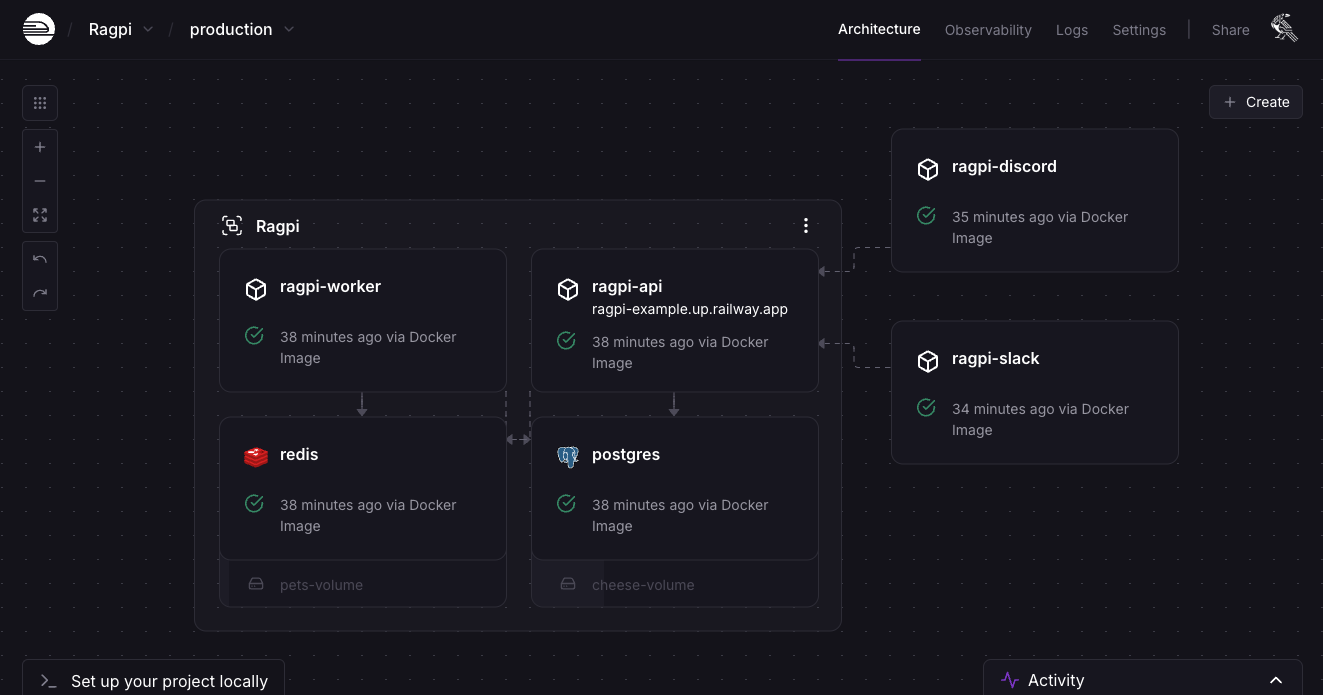 / Ragpi / production
Architecture Observability Logs Settings Share
Create
ragpi-discord
35 minutes ago via Docker
Image
Ragpi
ragpi-worker
38 minutes ago via Docker
Image
ragpi-api
ragpi-example.up.railway.app
38 minutes ago via Docker
Image
ragpi-slack
34 minutes ago via Docker
Image
redis
38 minutes ago via Docker
Image
pets-volume
postgres
38 minutes ago via Docker
Image
cheese-volume
Set up your project locally
Activity